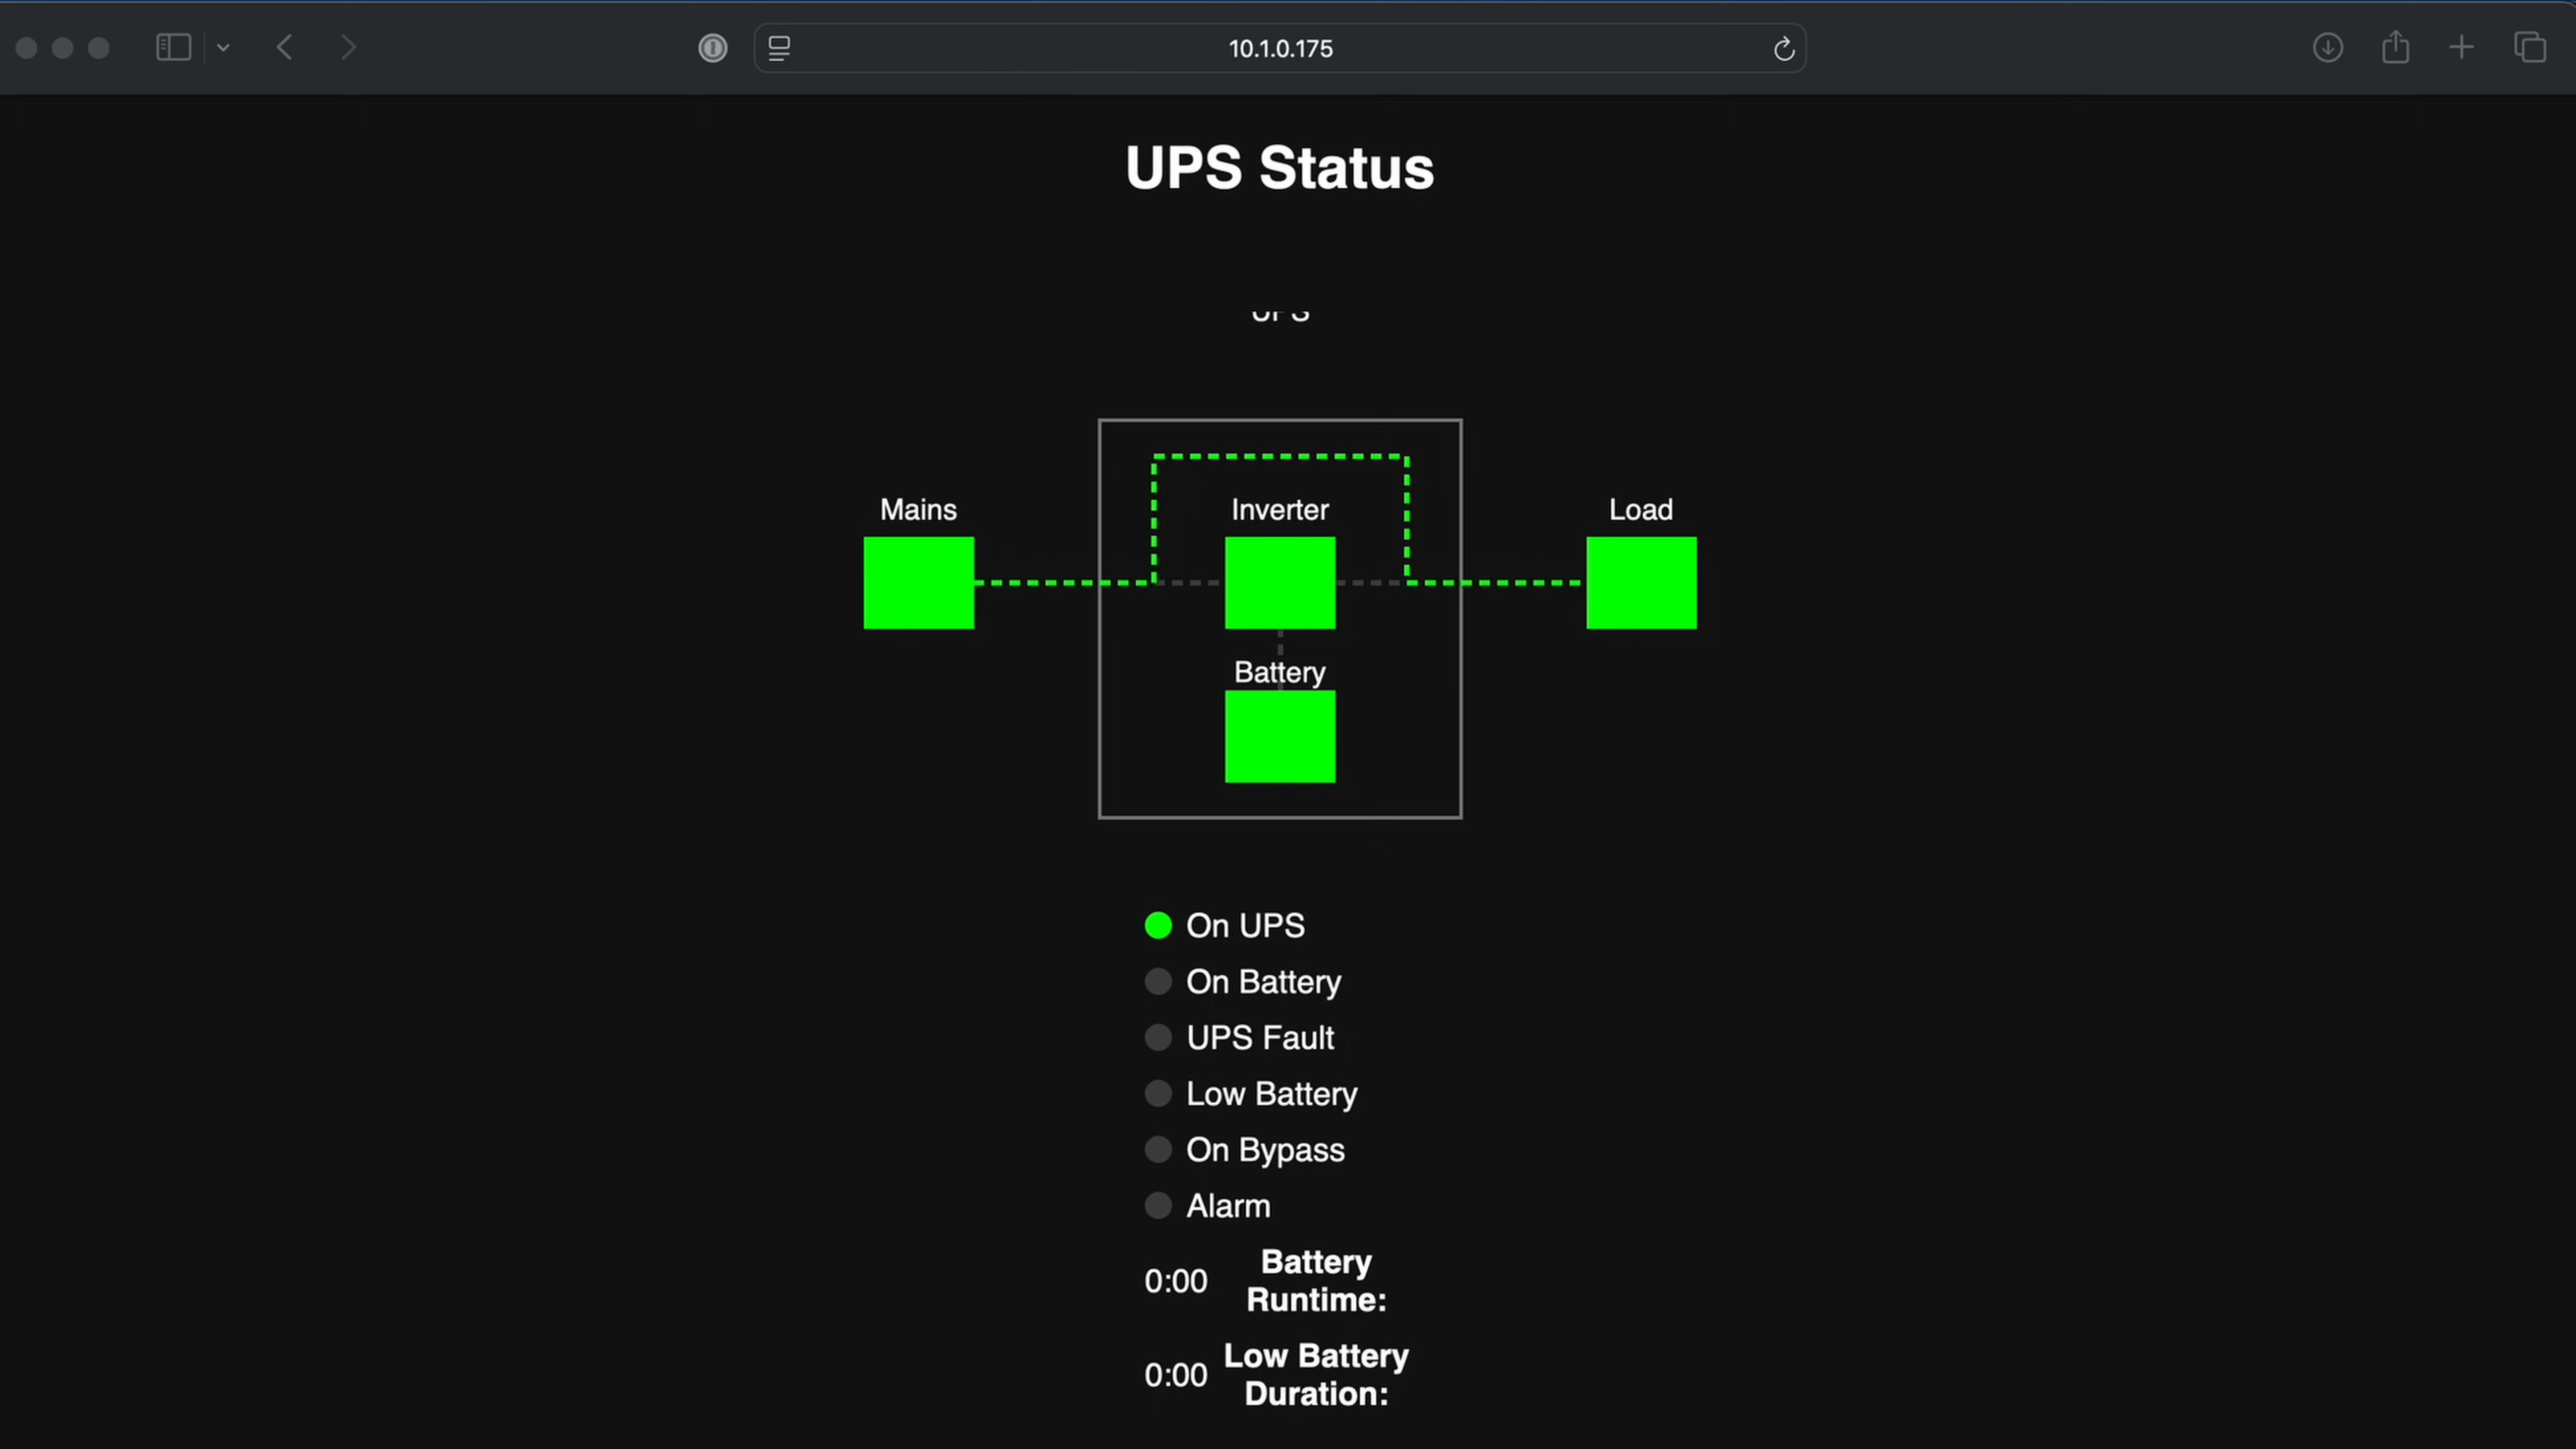 10.1.0.175
UPS Status
UPS
Mains
Inverter
Load
Battery
On UPS
On Battery
UPS Fault
Low Battery
On Bypass
Alarm
0:00
Battery
Runtime:
0:00
Low Battery
Duration: